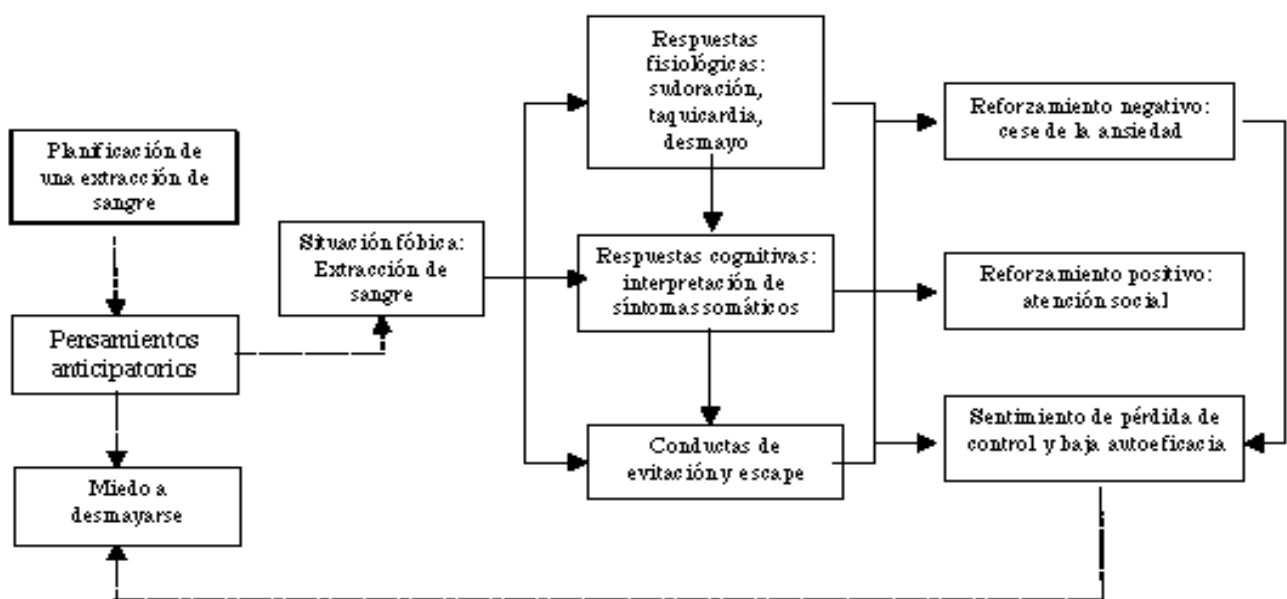 Planificación de
una extracción de
sangre
Pensamientos
anticipatorios
Miedo a
desmayarse
Situación fóbica:
Extracción de
sangre
Respuestas
fisiológicas:
sudoración,
taquicardia,
desmayo
Respuestas cognitivas:
interpretación de
síntomas somáticos
Conductas de
evitación y escape
Reforzamiento negativo:
cese de la ansiedad
Reforzamiento positivo:
atención social
Sentimiento de pérdida de
control y baja autoeficacia